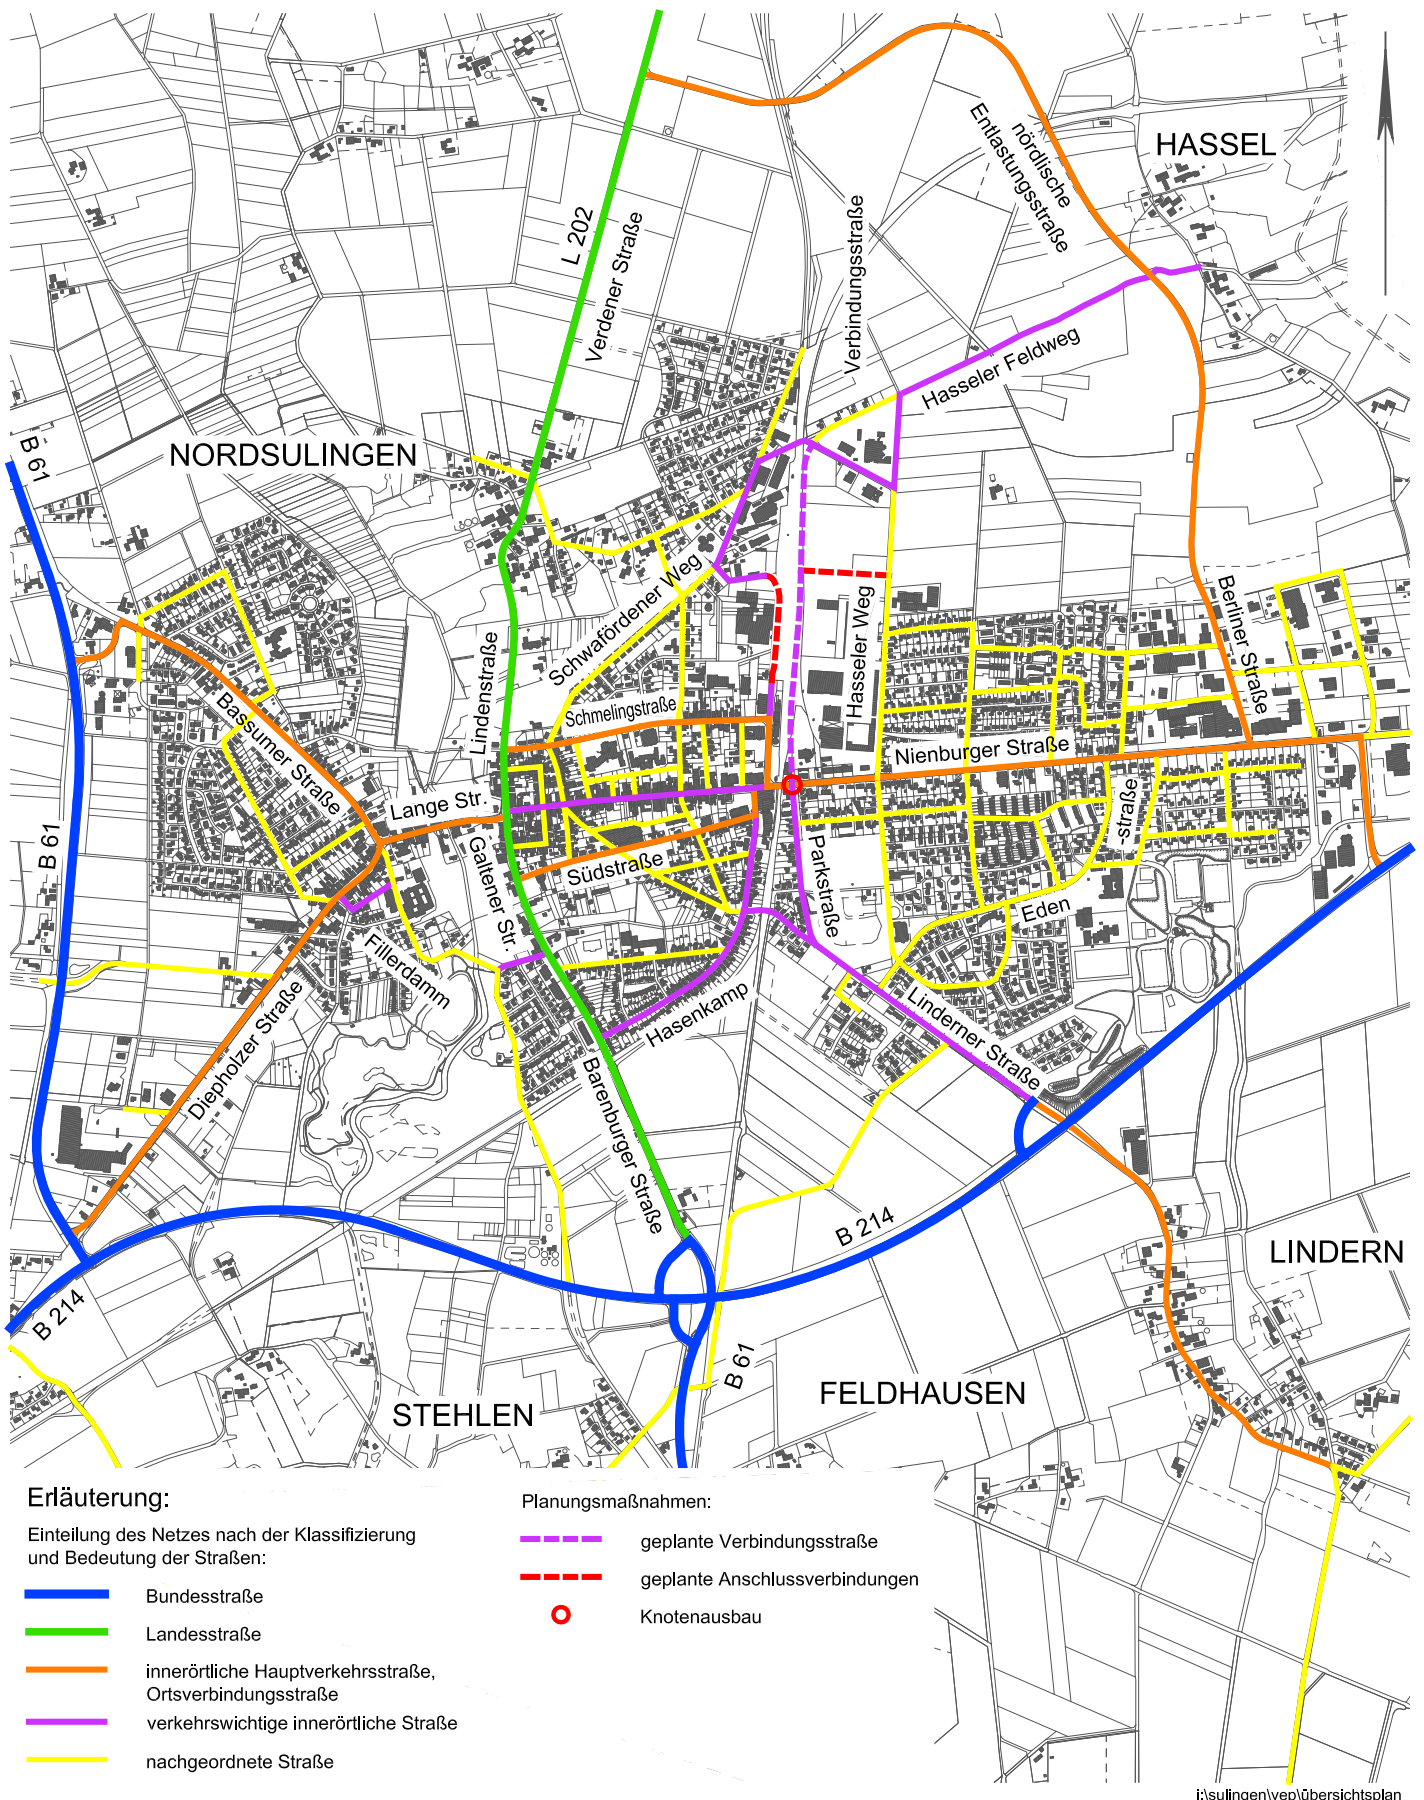 HASSEL
nördlische
Entlastungsstraße
L 202
Verdener Straße
Verbindungsstraße
Hasseler Feldweg
B 61
NORDSULINGEN
Schwafördener Weg
Hasseler Weg
Berliner Straße
Lindenstraße
Schmelingstraße
Bassumer Straße
Nienburger Straße
Lange Str.
B 61
Galtener Str.
Südstraße
Parkstraße
-straße
Eden
Fillerdamm
Diepholzer Straße
Hasenkamp
Linderner Straße
Barenburger Straße
B 214
LINDERN
B 214
B 61
FELDHAUSEN
STEHLEN
Erläuterung:
Einteilung des Netzes nach der Klassifizierung
und Bedeutung der Straßen:
Bundesstraße
Landesstraße
innerörtliche Hauptverkehrsstraße,
Ortsverbindungsstraße
verkehrswichtige innerörtliche Straße
nachgeordnete Straße
Planungsmaßnahmen:
geplante Verbindungsstraße
geplante Anschlussverbindungen
Knotenausbau
i:\sulingen\vep\übersichtsplan